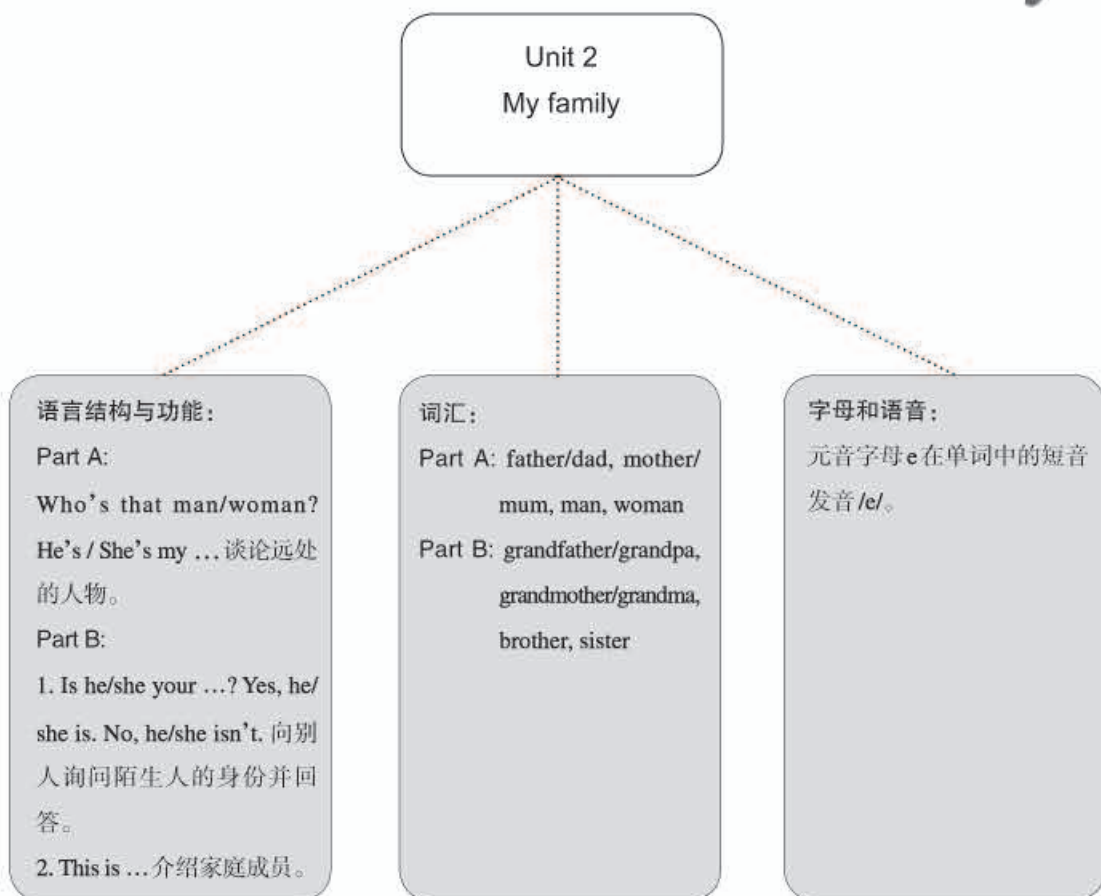 Unit 2
My family
语言结构与功能：
Part A:
Who's that man/woman?
He's / She's my …谈论远处
的人物。
Part B:
1. Is he/she your …? Yes, he/
she is. No, he/she isn't. 向别
人询问陌生人的身份并回
答。
2. This is …介绍家庭成员。
词汇：
Part A: father/dad, mother/
mum, man, woman
Part B: grandfather/grandpa,
grandmother/grandma,
brother, sister
字母和语音：
元音字母e在单词中的短音
发音/e/。